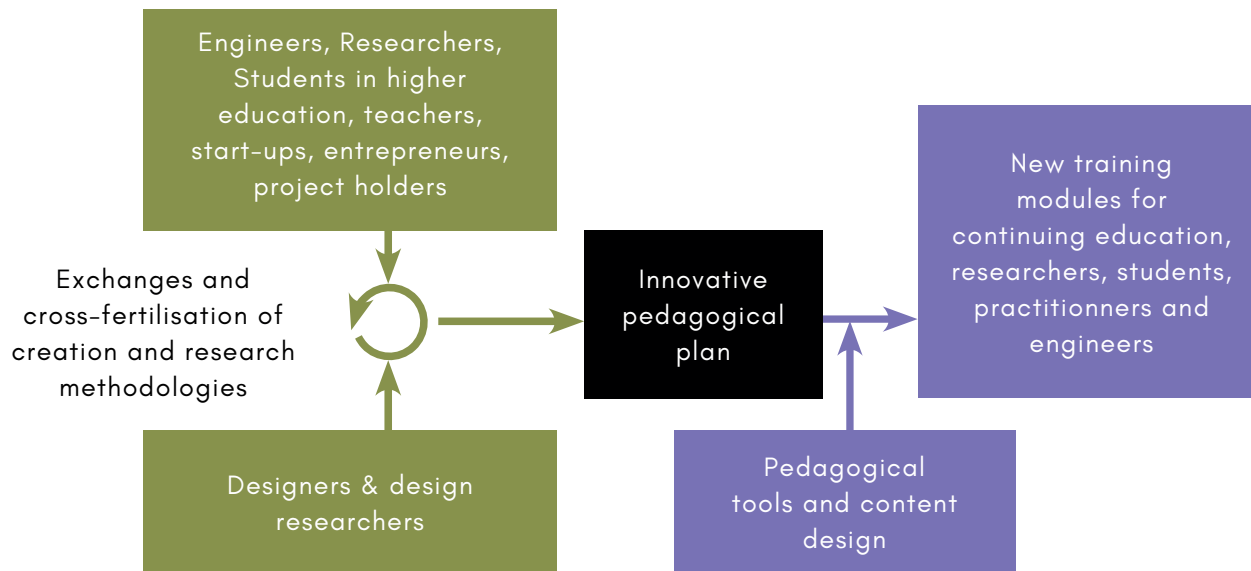 Engineers, Researchers,
Students in higher
education, teachers,
start-ups, entrepreneurs,
project holders
Exchanges and
cross-fertilisation of
creation and research
methodologies
Designers & design
researchers
Innovative
pedagogical
plan
Pedagogical
tools and content
design
New training
modules for
continuing education,
researchers, students,
practitionners and
engineers